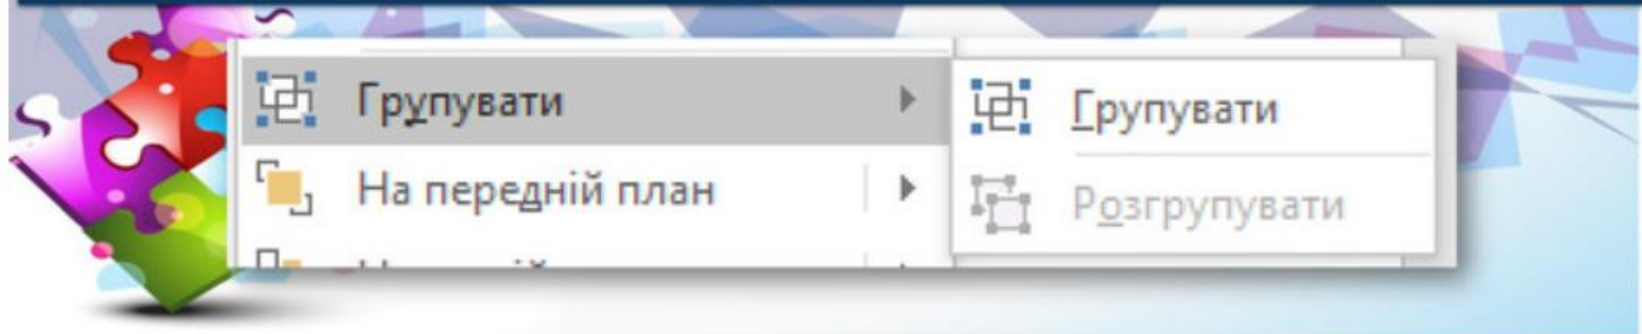 Групувати
Групувати
На передній план
Розгрупувати